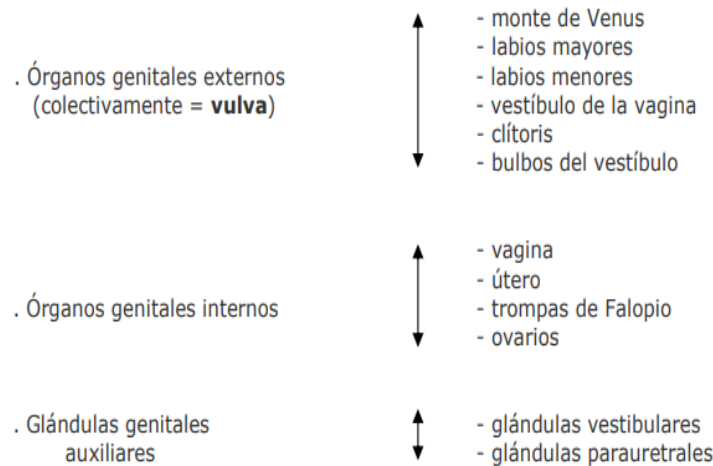 . Órganos genitales externos
(colectivamente = vulva)
- monte de Venus
- labios mayores
- labios menores
- vestíbulo de la vagina
- clítoris
- bulbos del vestíbulo
. Órganos genitales internos
- vagina
- útero
- trompas de Falopio
- ovarios
. Glándulas genitales
auxiliares
- glándulas vestibulares
- glándulas parauretrales